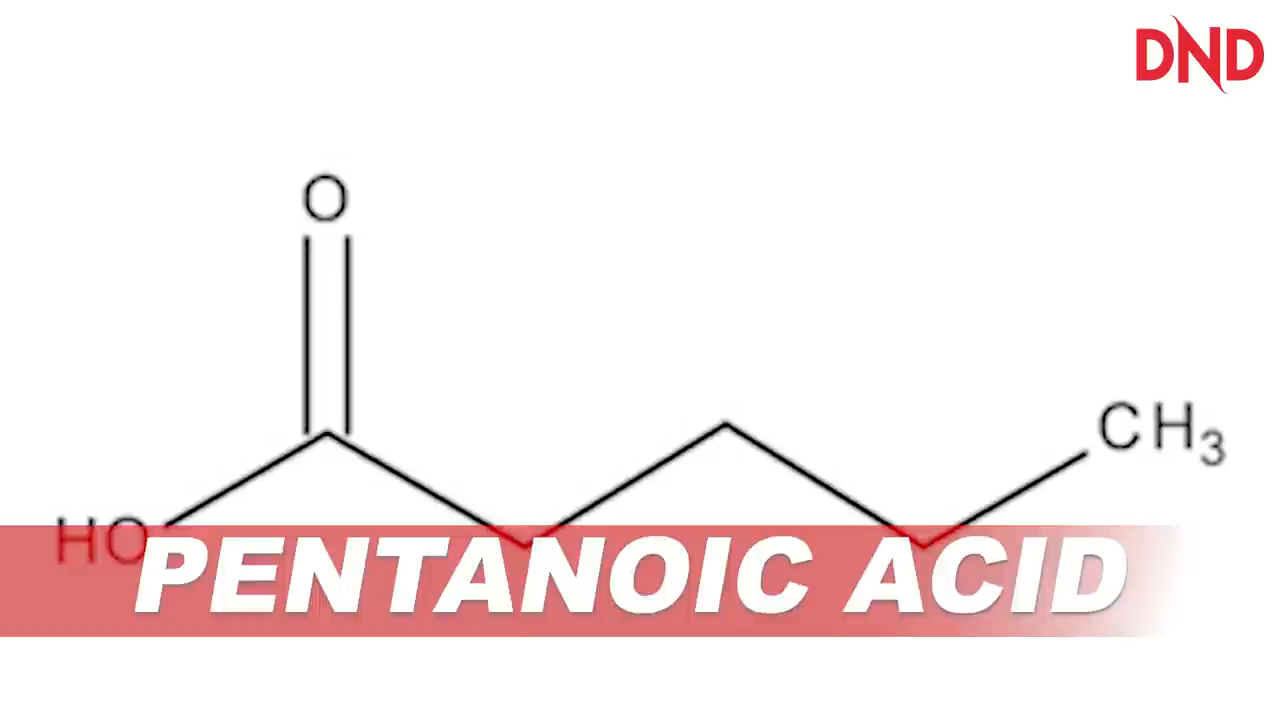 DND
O
CH3
HO
PENTANOIC ACID